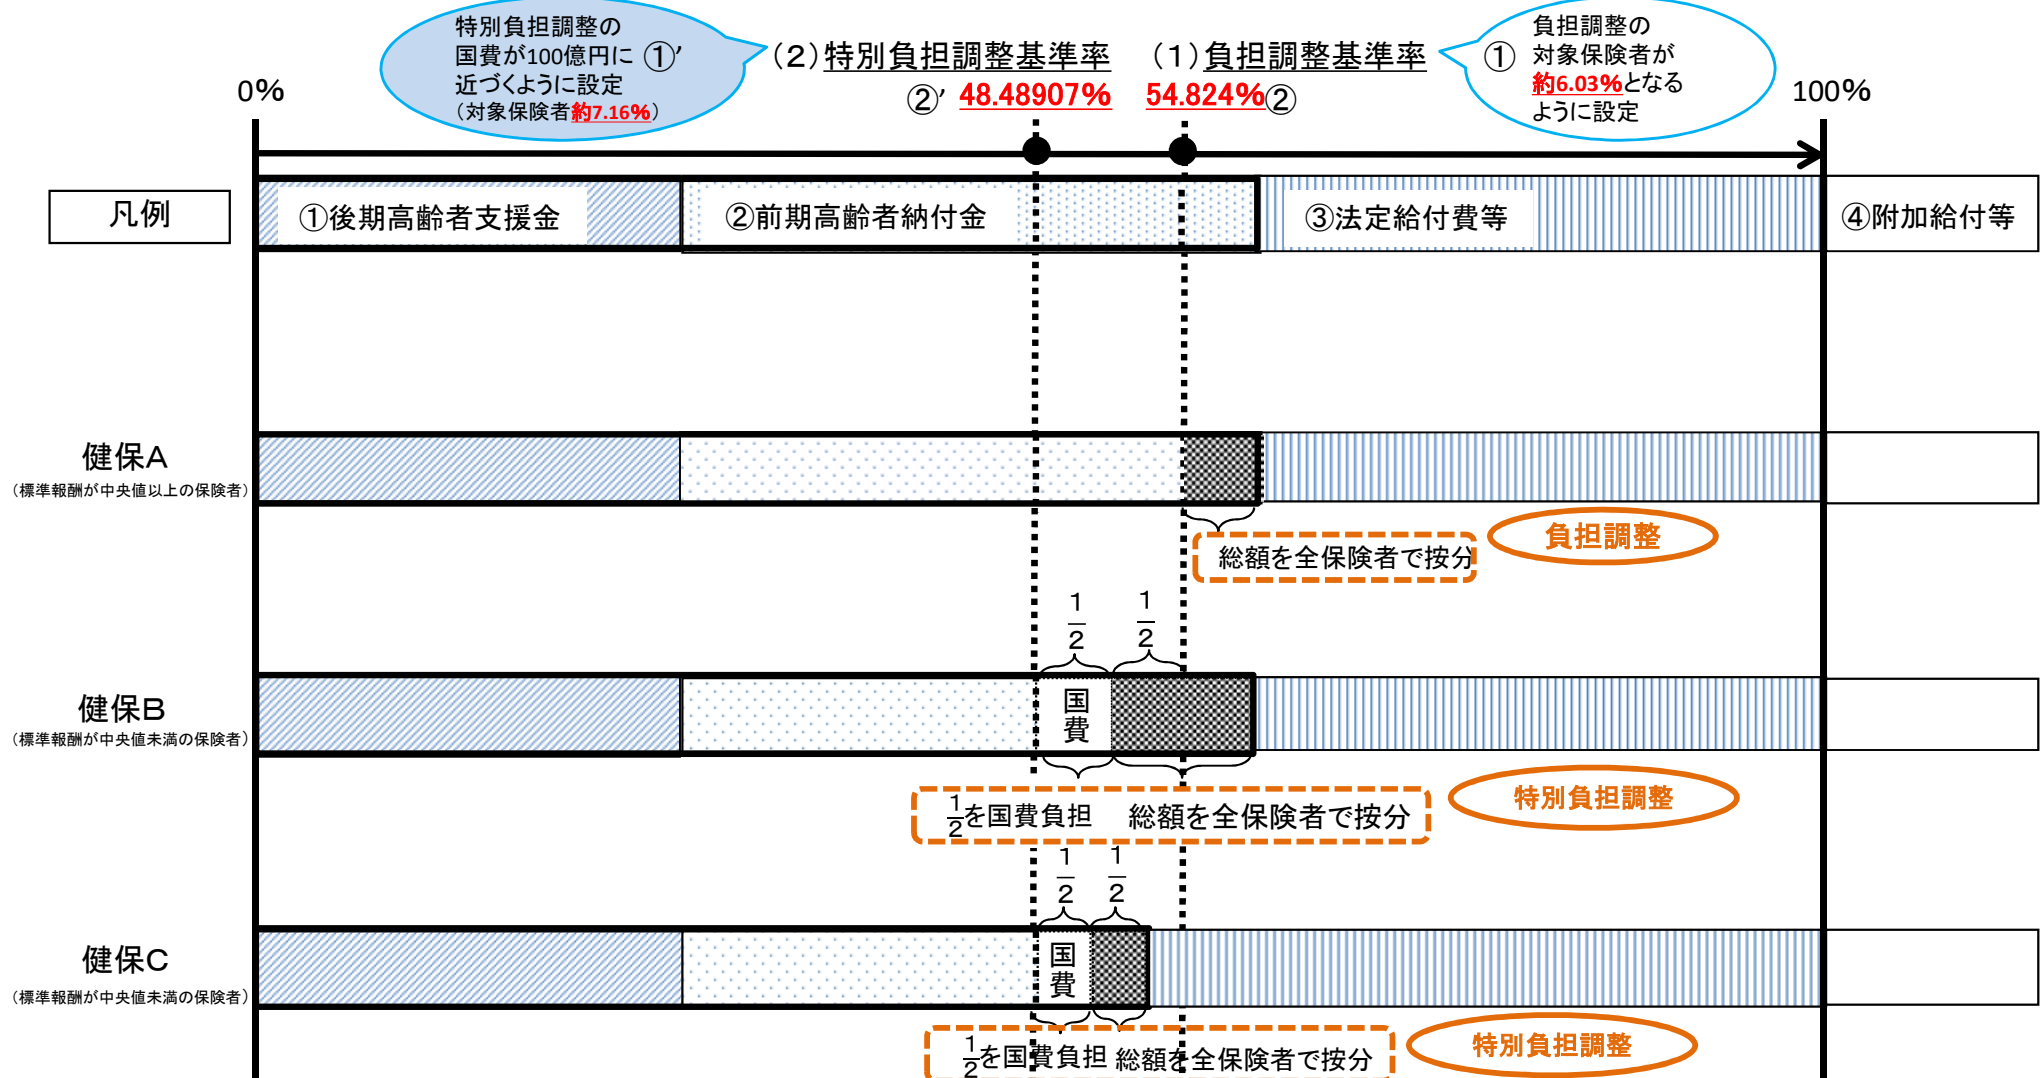 特別負担調整の
国費が100億円に ①’
近づくように設定
（対象保険者約7.16%）
（2）特別負担調整基準率
②’ 48.48907%
（1）負担調整基準率
54.824%②
① 負担調整の
対象保険者が
約6.03%となる
ように設定
0%
100%
凡例
①後期高齢者支援金
②前期高齢者納付金
③法定給付費等
④附加給付等
健保A
（標準報酬が中央値以上の保険者）
総額を全保険者で按分
負担調整
1
2
1
2
健保B
（標準報酬が中央値未満の保険者）
国
費
1
2を国費負担
総額を全保険者で按分
特別負担調整
1
2
1
2
健保C
（標準報酬が中央値未満の保険者）
国
費
1
2を国費負担
総額を全保険者で按分
特別負担調整